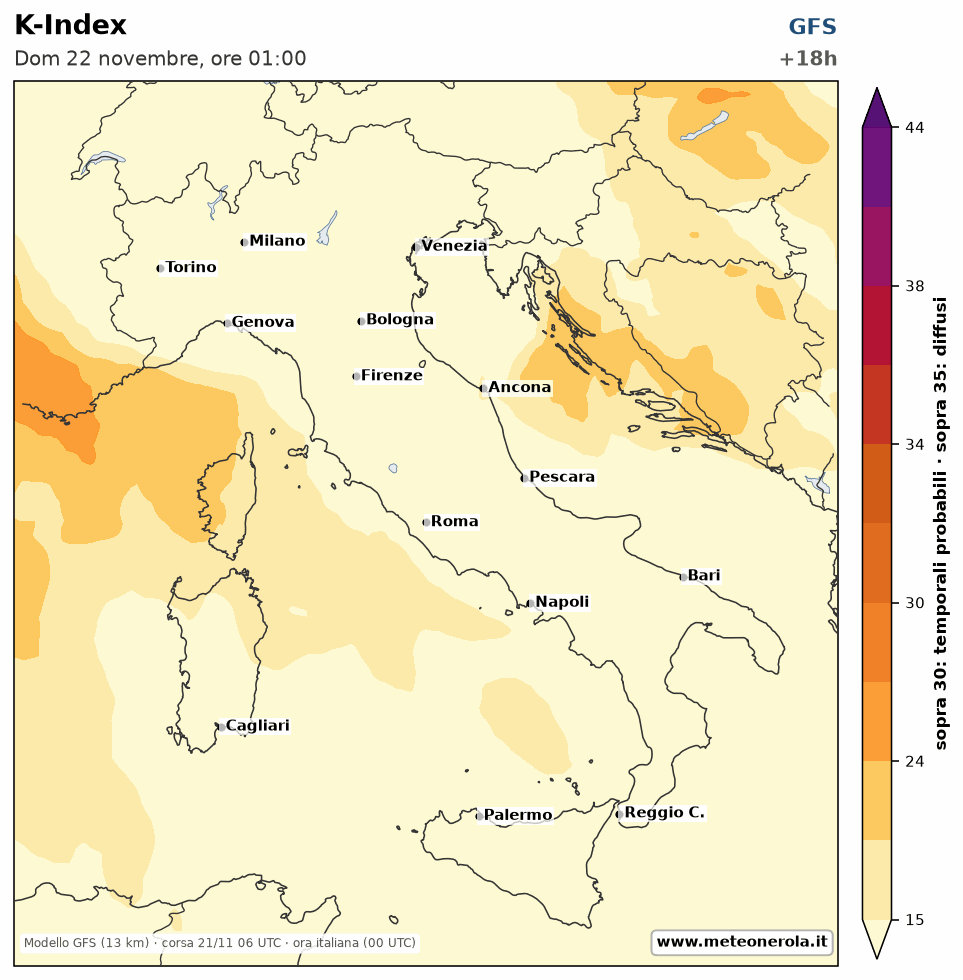 K-Index
GFS
Dom 22 novembre, ore 01:00
+18h
Milano
Venezia
Torino
Genova
Bologna
Firenze
Ancona
Pescara
Roma
Bari
Napoli
Cagliari
Palermo
Reggio C.
44
38
34
30
24
15
sopra 30: temporali probabili · sopra 35: diffusi
Modello GFS (13 km) · corsa 21/11 06 UTC · ora italiana (00 UTC)
www.meteonerola.it